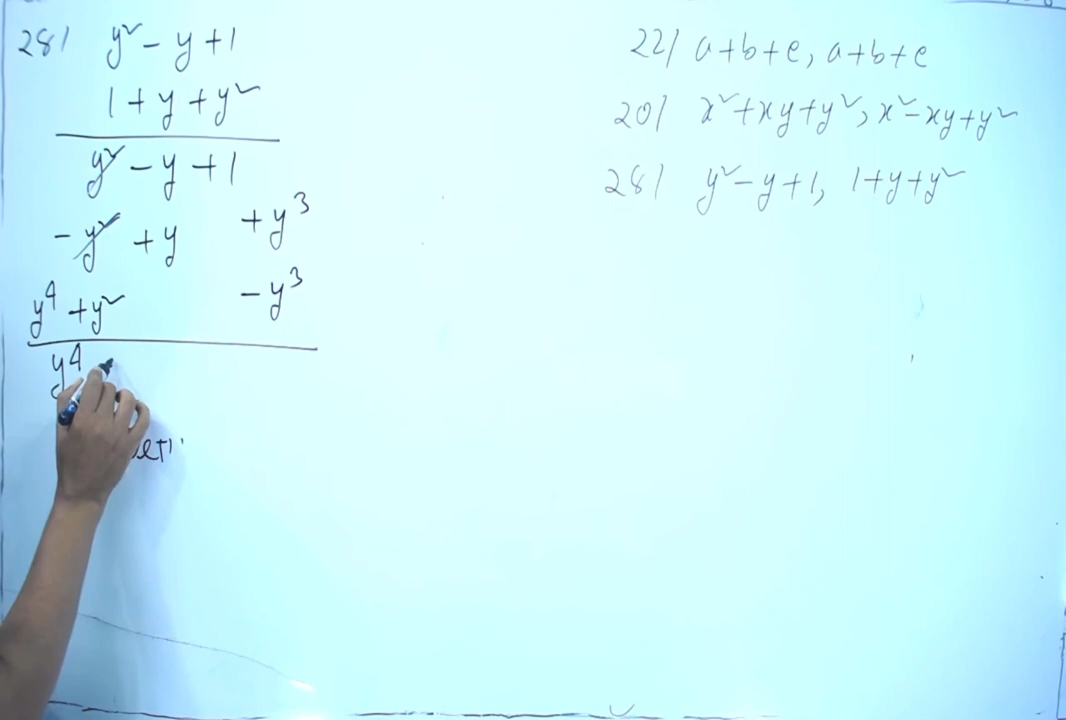 28/ y² - y + 1
1 + y + y²
y² - y + 1
- y² + y + y³
y⁴ + y² - y³
y⁴
22/ a+b+c, a+b+c
20/ x²+xy+y², x²-xy+y²
28/ y²-y+1, 1+y+y²